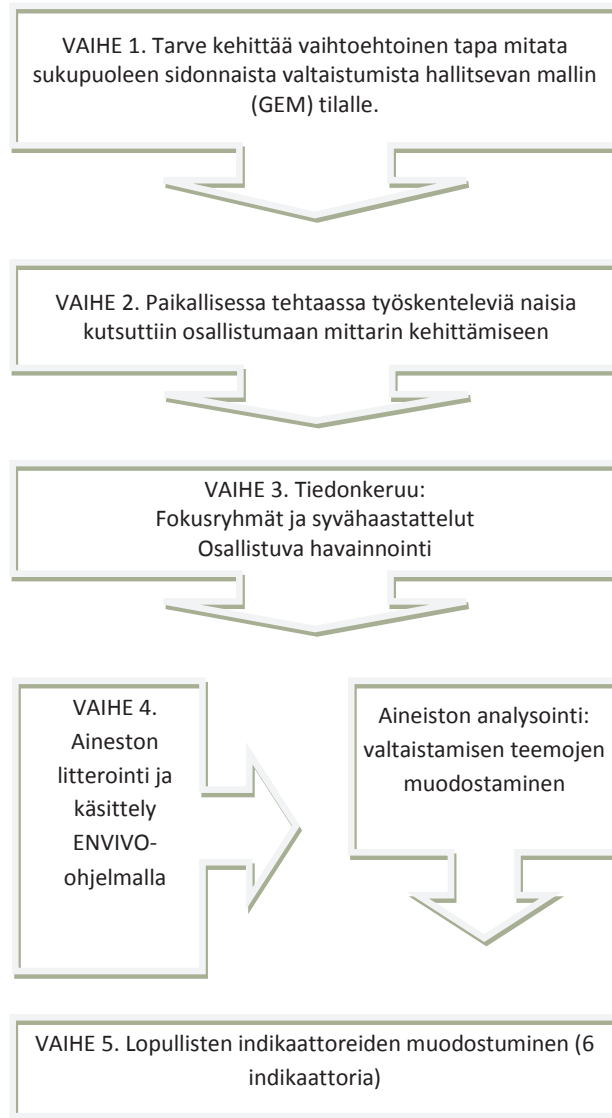 VAIHE 1. Tarve kehittää vaihtoehtoinen tapa mitata
sukupuoleen sidonnaista valtaistumista hallitsevan mallin
(GEM) tilalle.
VAIHE 2. Paikallisessa tehtaassa työskenteleviä naisia
kutsuttiin osallistumaan mittarin kehittämiseen
VAIHE 3. Tiedonkeruu:
Fokusryhmät ja syvähaastattelut
Osallistuva havainnointi
VAIHE 4.
Aineston
litterointi ja
käsittely
ENVIVO-
ohjelmalla
Aineiston analysointi:
valtaistamisen teemojen
muodostaminen
VAIHE 5. Lopullisten indikaattoreiden muodostuminen (6
indikaattoria)